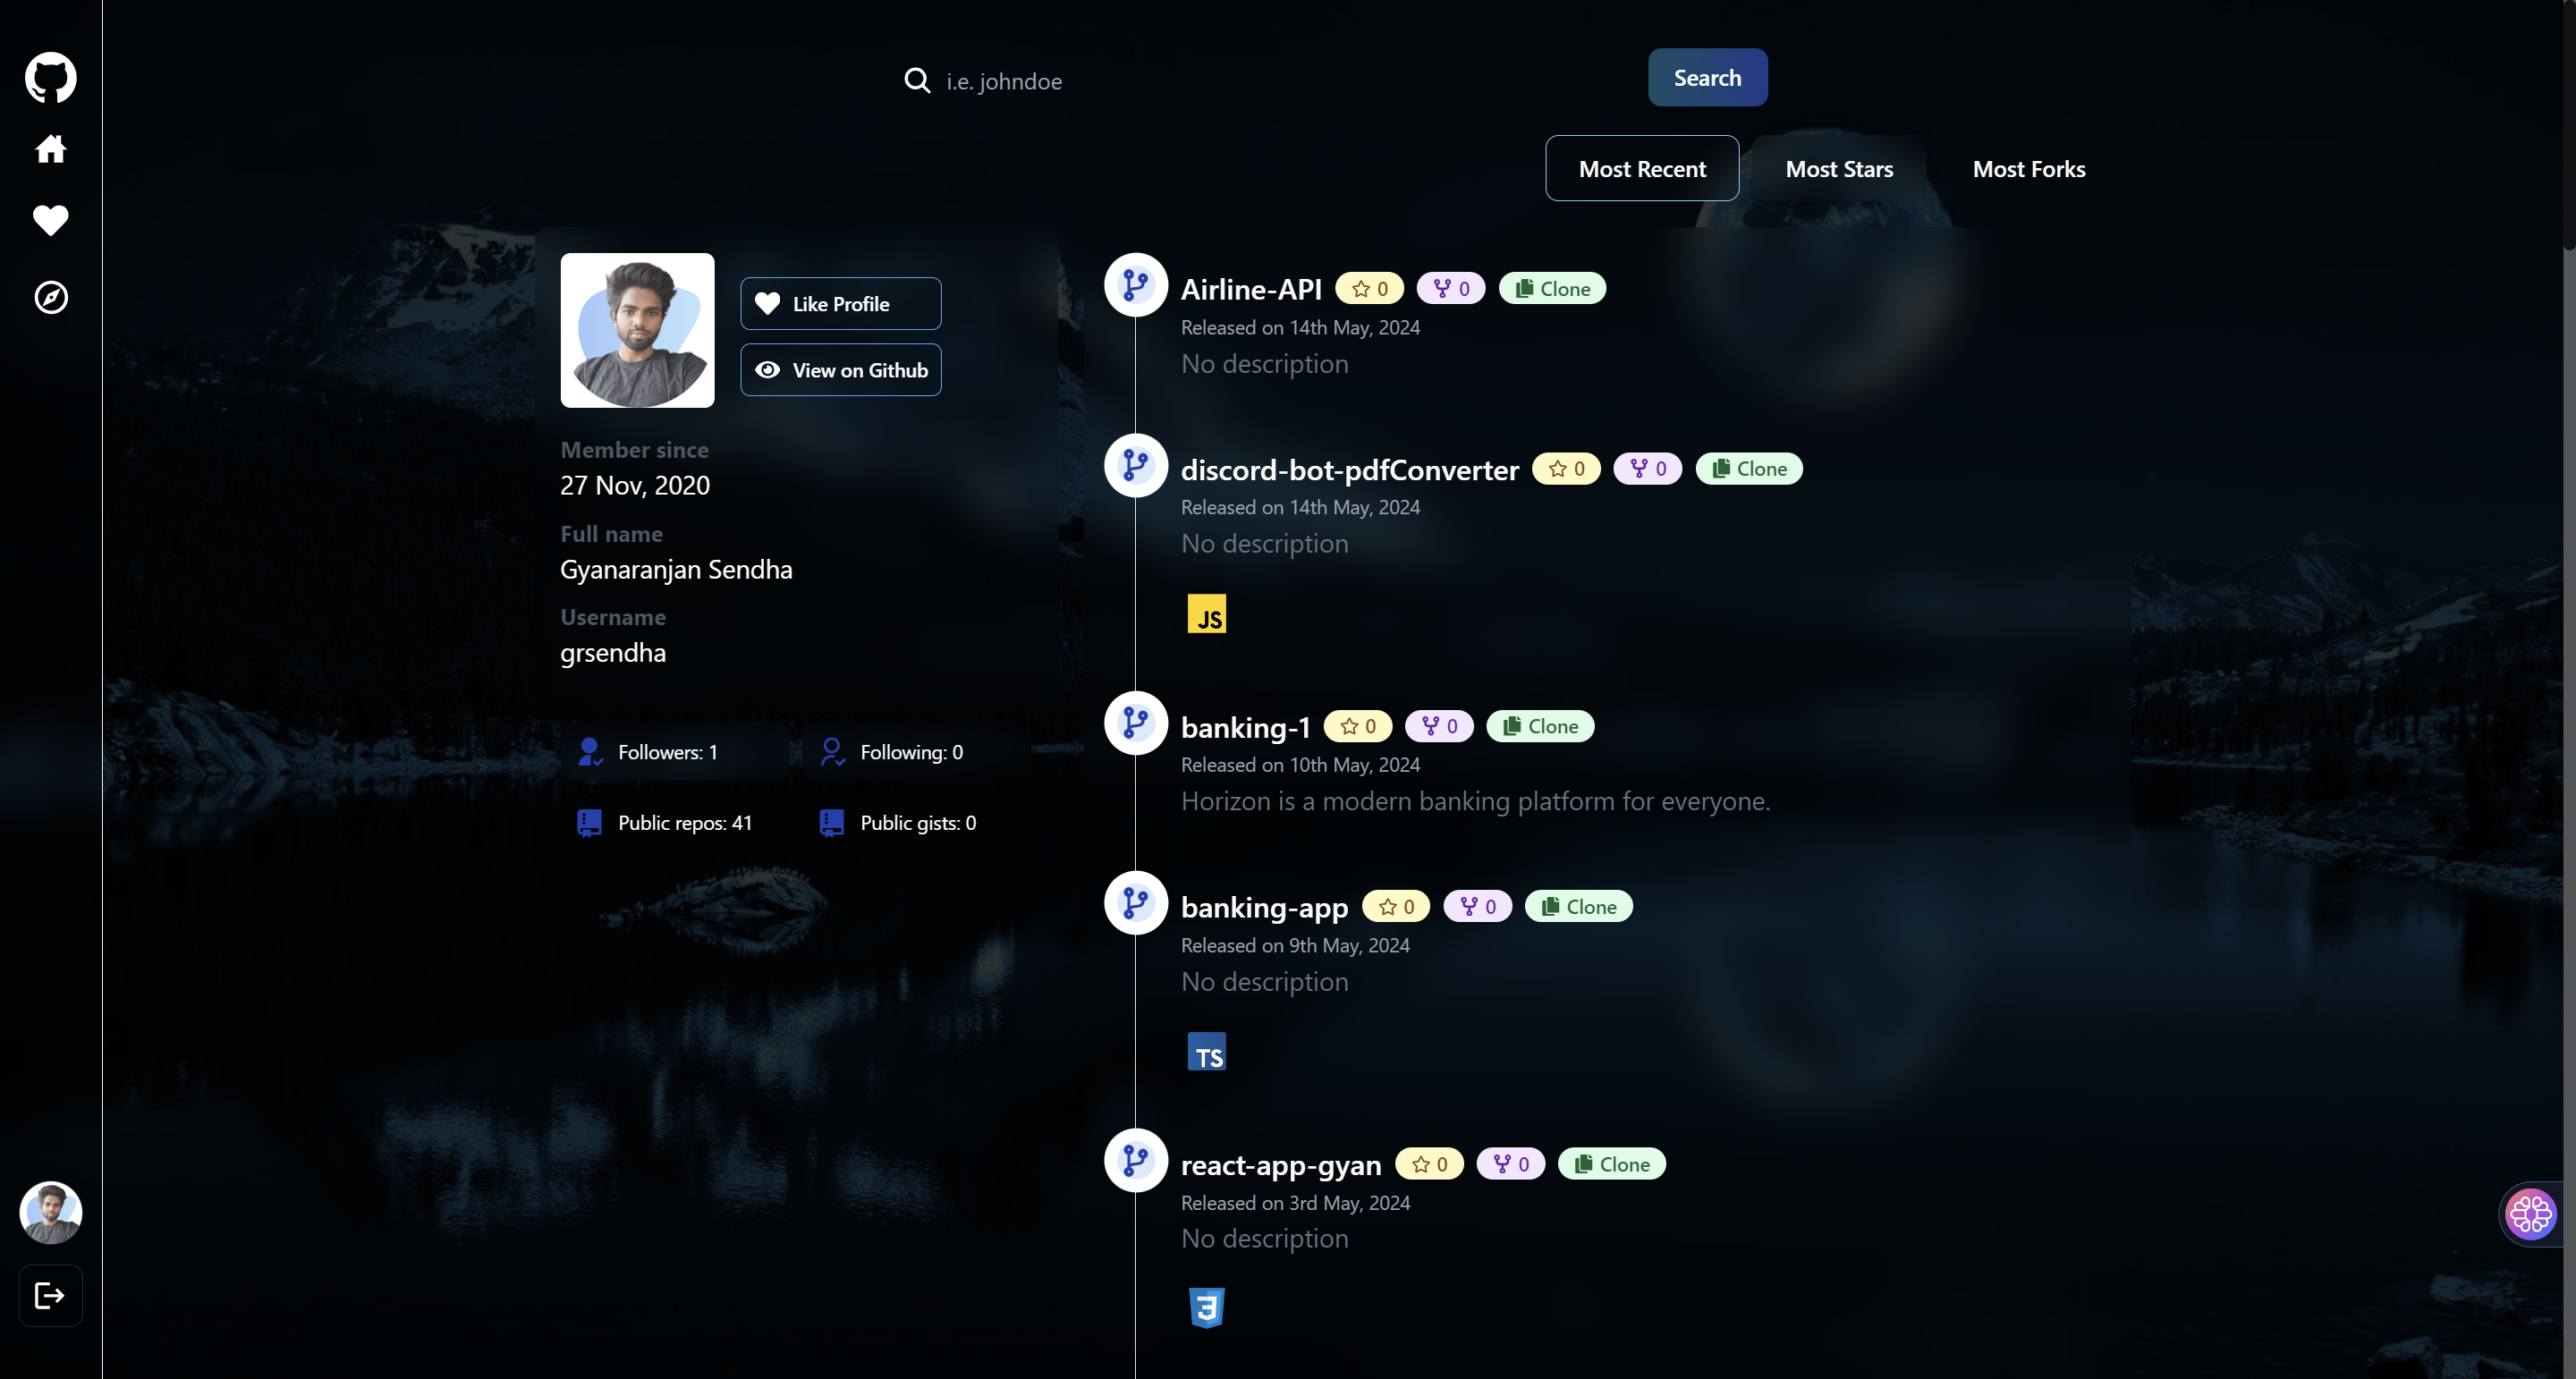 i.e. johndoe
Search
Most Recent
Most Stars
Most Forks
Like Profile
View on Github
Member since
27 Nov, 2020
Full name
Gyanaranjan Sendha
Username
grsendha
Followers: 1
Following: 0
Public repos: 41
Public gists: 0
Airline-API 0 0 Clone
Released on 14th May, 2024
No description
discord-bot-pdfConverter 0 0 Clone
Released on 14th May, 2024
No description
JS
banking-1 0 0 Clone
Released on 10th May, 2024
Horizon is a modern banking platform for everyone.
banking-app 0 0 Clone
Released on 9th May, 2024
No description
TS
react-app-gyan 0 0 Clone
Released on 3rd May, 2024
No description
3